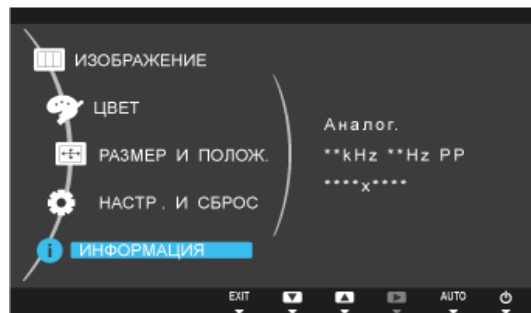 ИЗОБРАЖЕНИЕ
ЦВЕТ
РАЗМЕР И ПОЛОЖ.
НАСТР. И СБРОС
ИНФОРМАЦИЯ
Аналог.
**kHz **Hz PP
****x****
EXIT AUTO